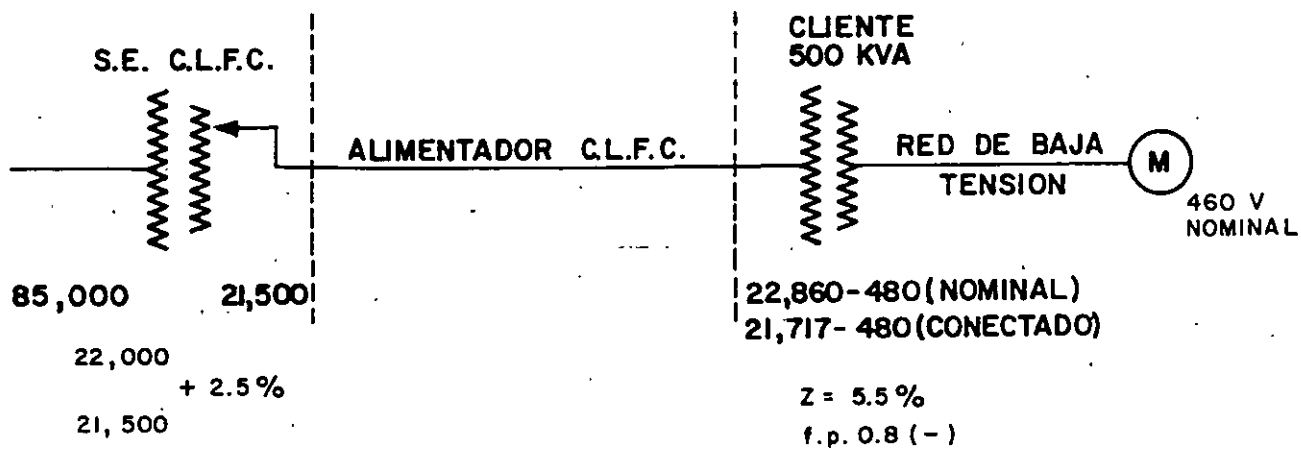 S.E. C.L.F.C.
CLIENTE
500 KVA
ALIMENTADOR C.L.F.C.
RED DE BAJA
TENSION
M
460 V
NOMINAL
85,000
21,500
22,860-480 (NOMINAL)
21,717-480 (CONECTADO)
22,000
+ 2.5%
21,500
Z = 5.5%
f.p. 0.8 (-)